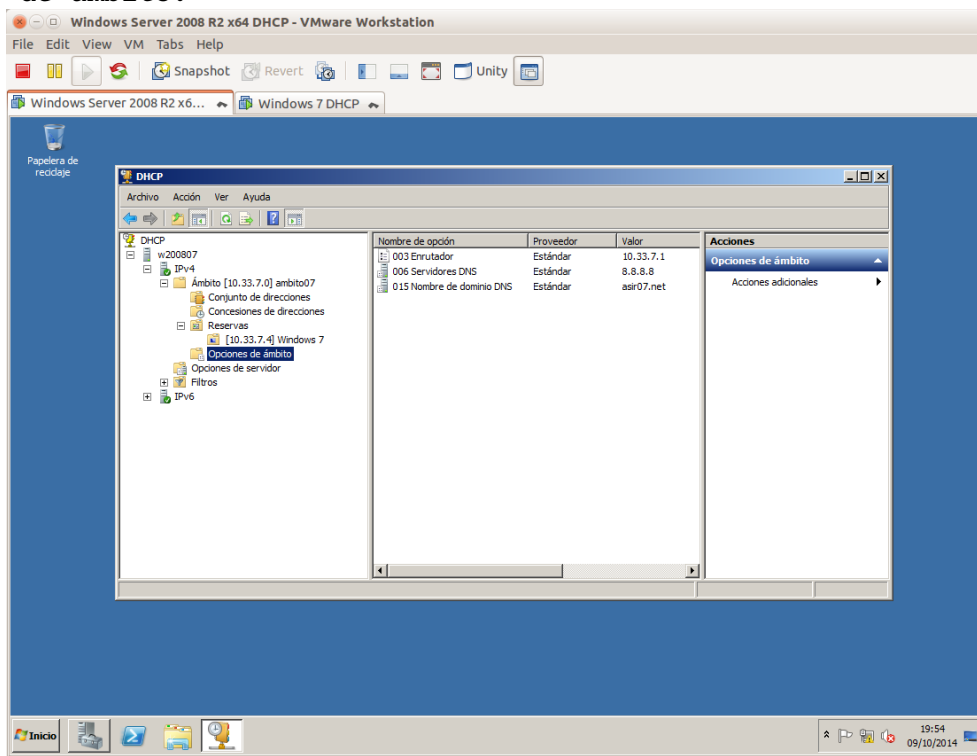 Windows Server 2008 R2 x64 DHCP - VMware Workstation
File Edit View VM Tabs Help
Snapshot Revert Unity
Windows Server 2008 R2 x6... Windows 7 DHCP
Papelera de
reciclaje
DHCP
Archivo Acción Ver Ayuda
DHCP
w200807
IPv4
Ámbito [10.33.7.0] ambito07
Conjunto de direcciones
Concesiones de direcciones
Reservas
[10.33.7.4] Windows 7
Opciones de ámbito
Opciones de servidor
Filtros
IPv6
Nombre de opción Proveedor Valor
003 Enrutador Estándar 10.33.7.1
006 Servidores DNS Estándar 8.8.8.8
015 Nombre de dominio DNS Estándar asir07.net
Acciones
Opciones de ámbito
Acciones adicionales
Inicio
19:54
09/10/2014